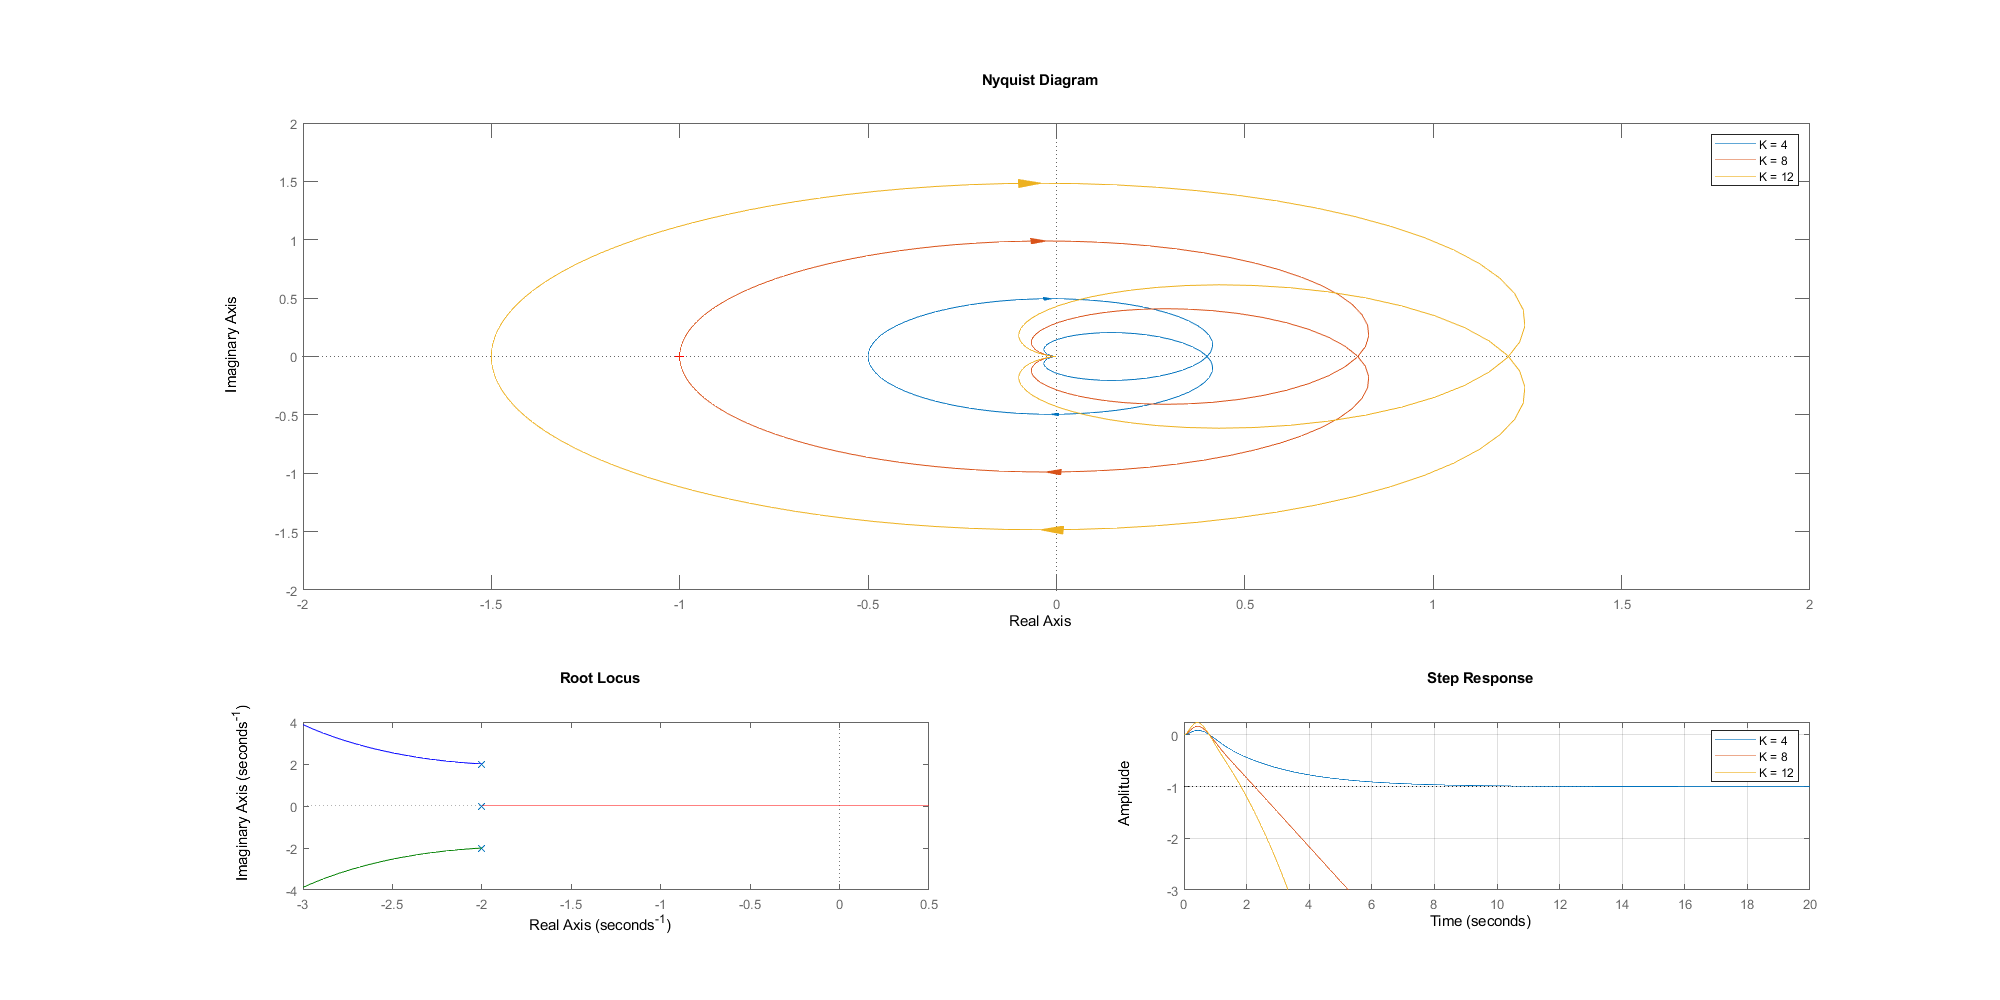 Nyquist Diagram
2
1.5
1
0.5
0
-0.5
-1
-1.5
-2
Imaginary Axis
K = 4
K = 8
K = 12
-2 -1.5 -1 -0.5 0 0.5 1 1.5 2
Real Axis
Root Locus
4
2
0
-2
-4
Imaginary Axis (seconds⁻¹)
-3 -2.5 -2 -1.5 -1 -0.5 0 0.5
Real Axis (seconds⁻¹)
Step Response
0
-1
-2
-3
Amplitude
K = 4
K = 8
K = 12
0 2 4 6 8 10 12 14 16 18 20
Time (seconds)